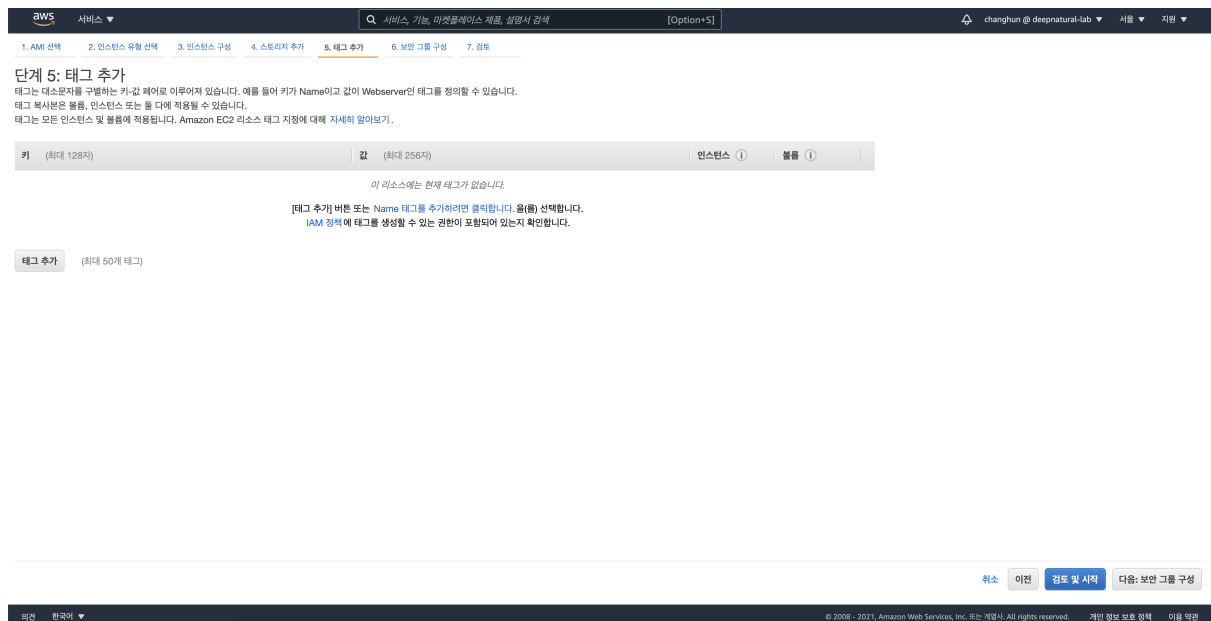 aws 서비스 ▼ 서비스, 기능, 마켓플레이스 제품, 설명서 검색 [Option+S] changhun @ deepnatural-lab ▼ 서울 ▼ 지원 ▼
1. AMI 선택 2. 인스턴스 유형 선택 3. 인스턴스 구성 4. 스토리지 추가 5. 태그 추가 6. 보안 그룹 구성 7. 검토
단계 5: 태그 추가
태그는 대소문자를 구별하는 키-값 페어로 이루어져 있습니다. 예를 들어 키가 Name이고 값이 Webserver인 태그를 정의할 수 있습니다.
태그 복사본은 볼륨, 인스턴스 또는 둘 다에 적용될 수 있습니다.
태그는 모든 인스턴스 및 볼륨에 적용됩니다. Amazon EC2 리소스 태그 지정에 대해 자세히 알아보기.
키 (최대 128자) 값 (최대 256자) 인스턴스 i 볼륨 i
이 리소스에는 현재 태그가 없습니다.
[태그 추가] 버튼 또는 Name 태그를 추가하려면 클릭합니다. 을(를) 선택합니다.
IAM 정책에 태그를 생성할 수 있는 권한이 포함되어 있는지 확인합니다.
태그 추가 (최대 50개 태그)
취소 이전 검토 및 시작 다음: 보안 그룹 구성
의견 한국어 ▼ © 2008 - 2021, Amazon Web Services, Inc. 또는 계열사. All rights reserved. 개인 정보 보호 정책 이용 약관